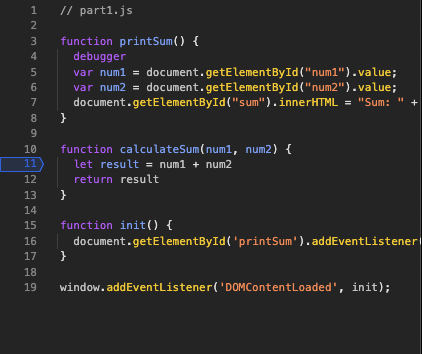 1 // part1.js
2
3 function printSum() {
4   debugger
5   var num1 = document.getElementById("num1").value;
6   var num2 = document.getElementById("num2").value;
7   document.getElementById("sum").innerHTML = "Sum: " +
8 }
9
10 function calculateSum(num1, num2) {
11   let result = num1 + num2
12   return result
13 }
14
15 function init() {
16   document.getElementById('printSum').addEventListener(
17 }
18
19 window.addEventListener('DOMContentLoaded', init);